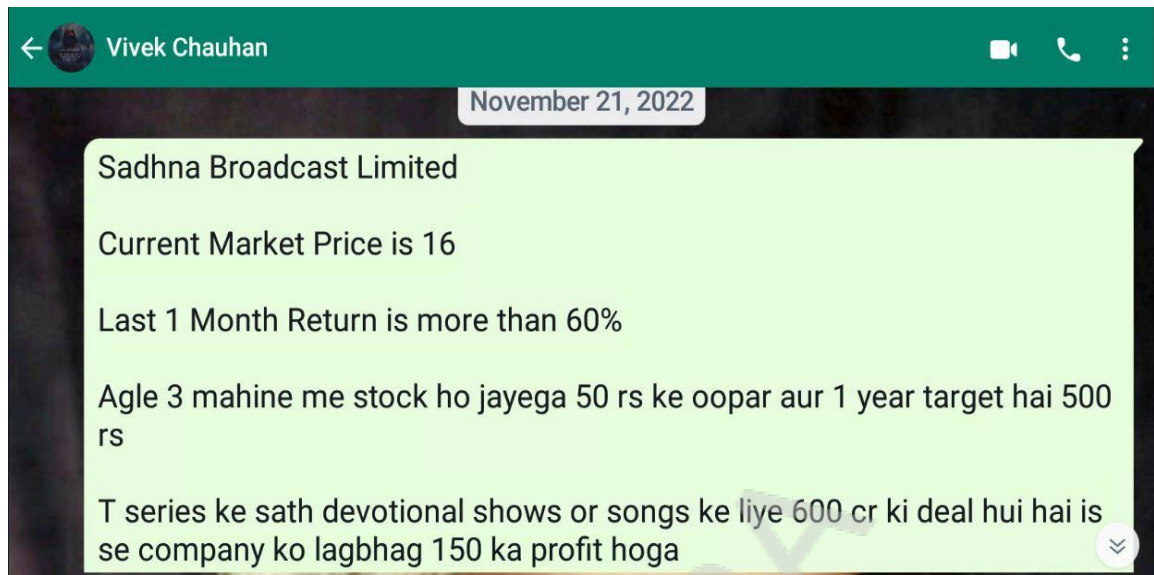 Vivek Chauhan
November 21, 2022
Sadhna Broadcast Limited
Current Market Price is 16
Last 1 Month Return is more than 60%
Agle 3 mahine me stock ho jayega 50 rs ke oopar aur 1 year target hai 500
rs
T series ke sath devotional shows or songs ke liye 600 cr ki deal hui hai is
se company ko lagbhag 150 ka profit hoga